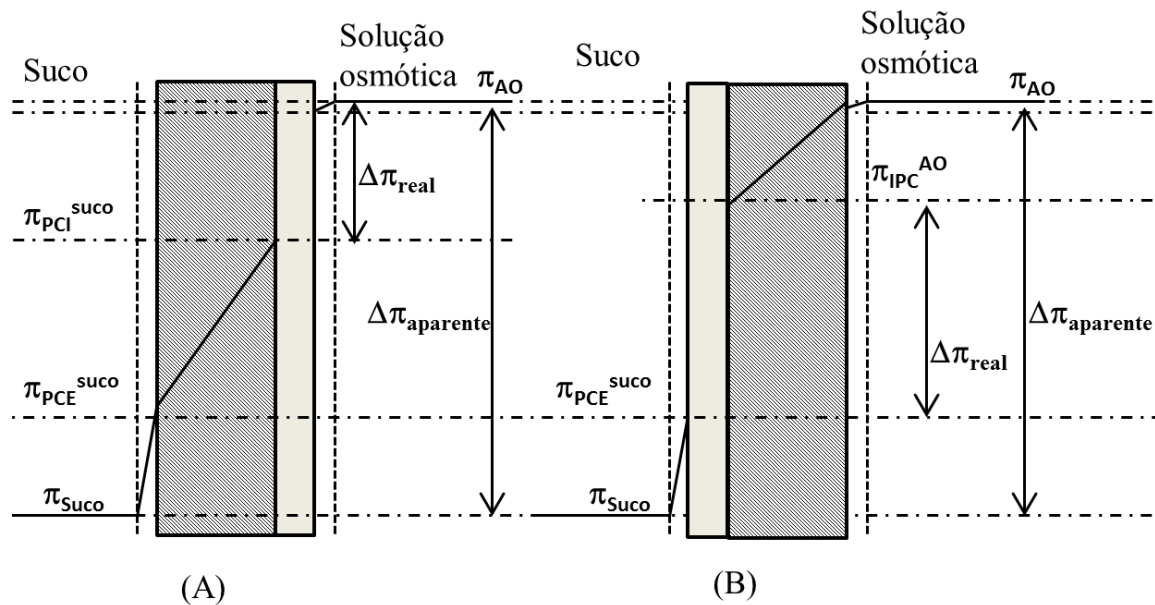 Suco
Solução
osmótica
π_AO
Δπ_real
π_PCI^suco
Δπ_aparente
π_PCE^suco
π_Suco
(A)
Suco
Solução
osmótica
π_AO
π_IPC^AO
Δπ_aparente
Δπ_real
π_PCE^suco
π_Suco
(B)